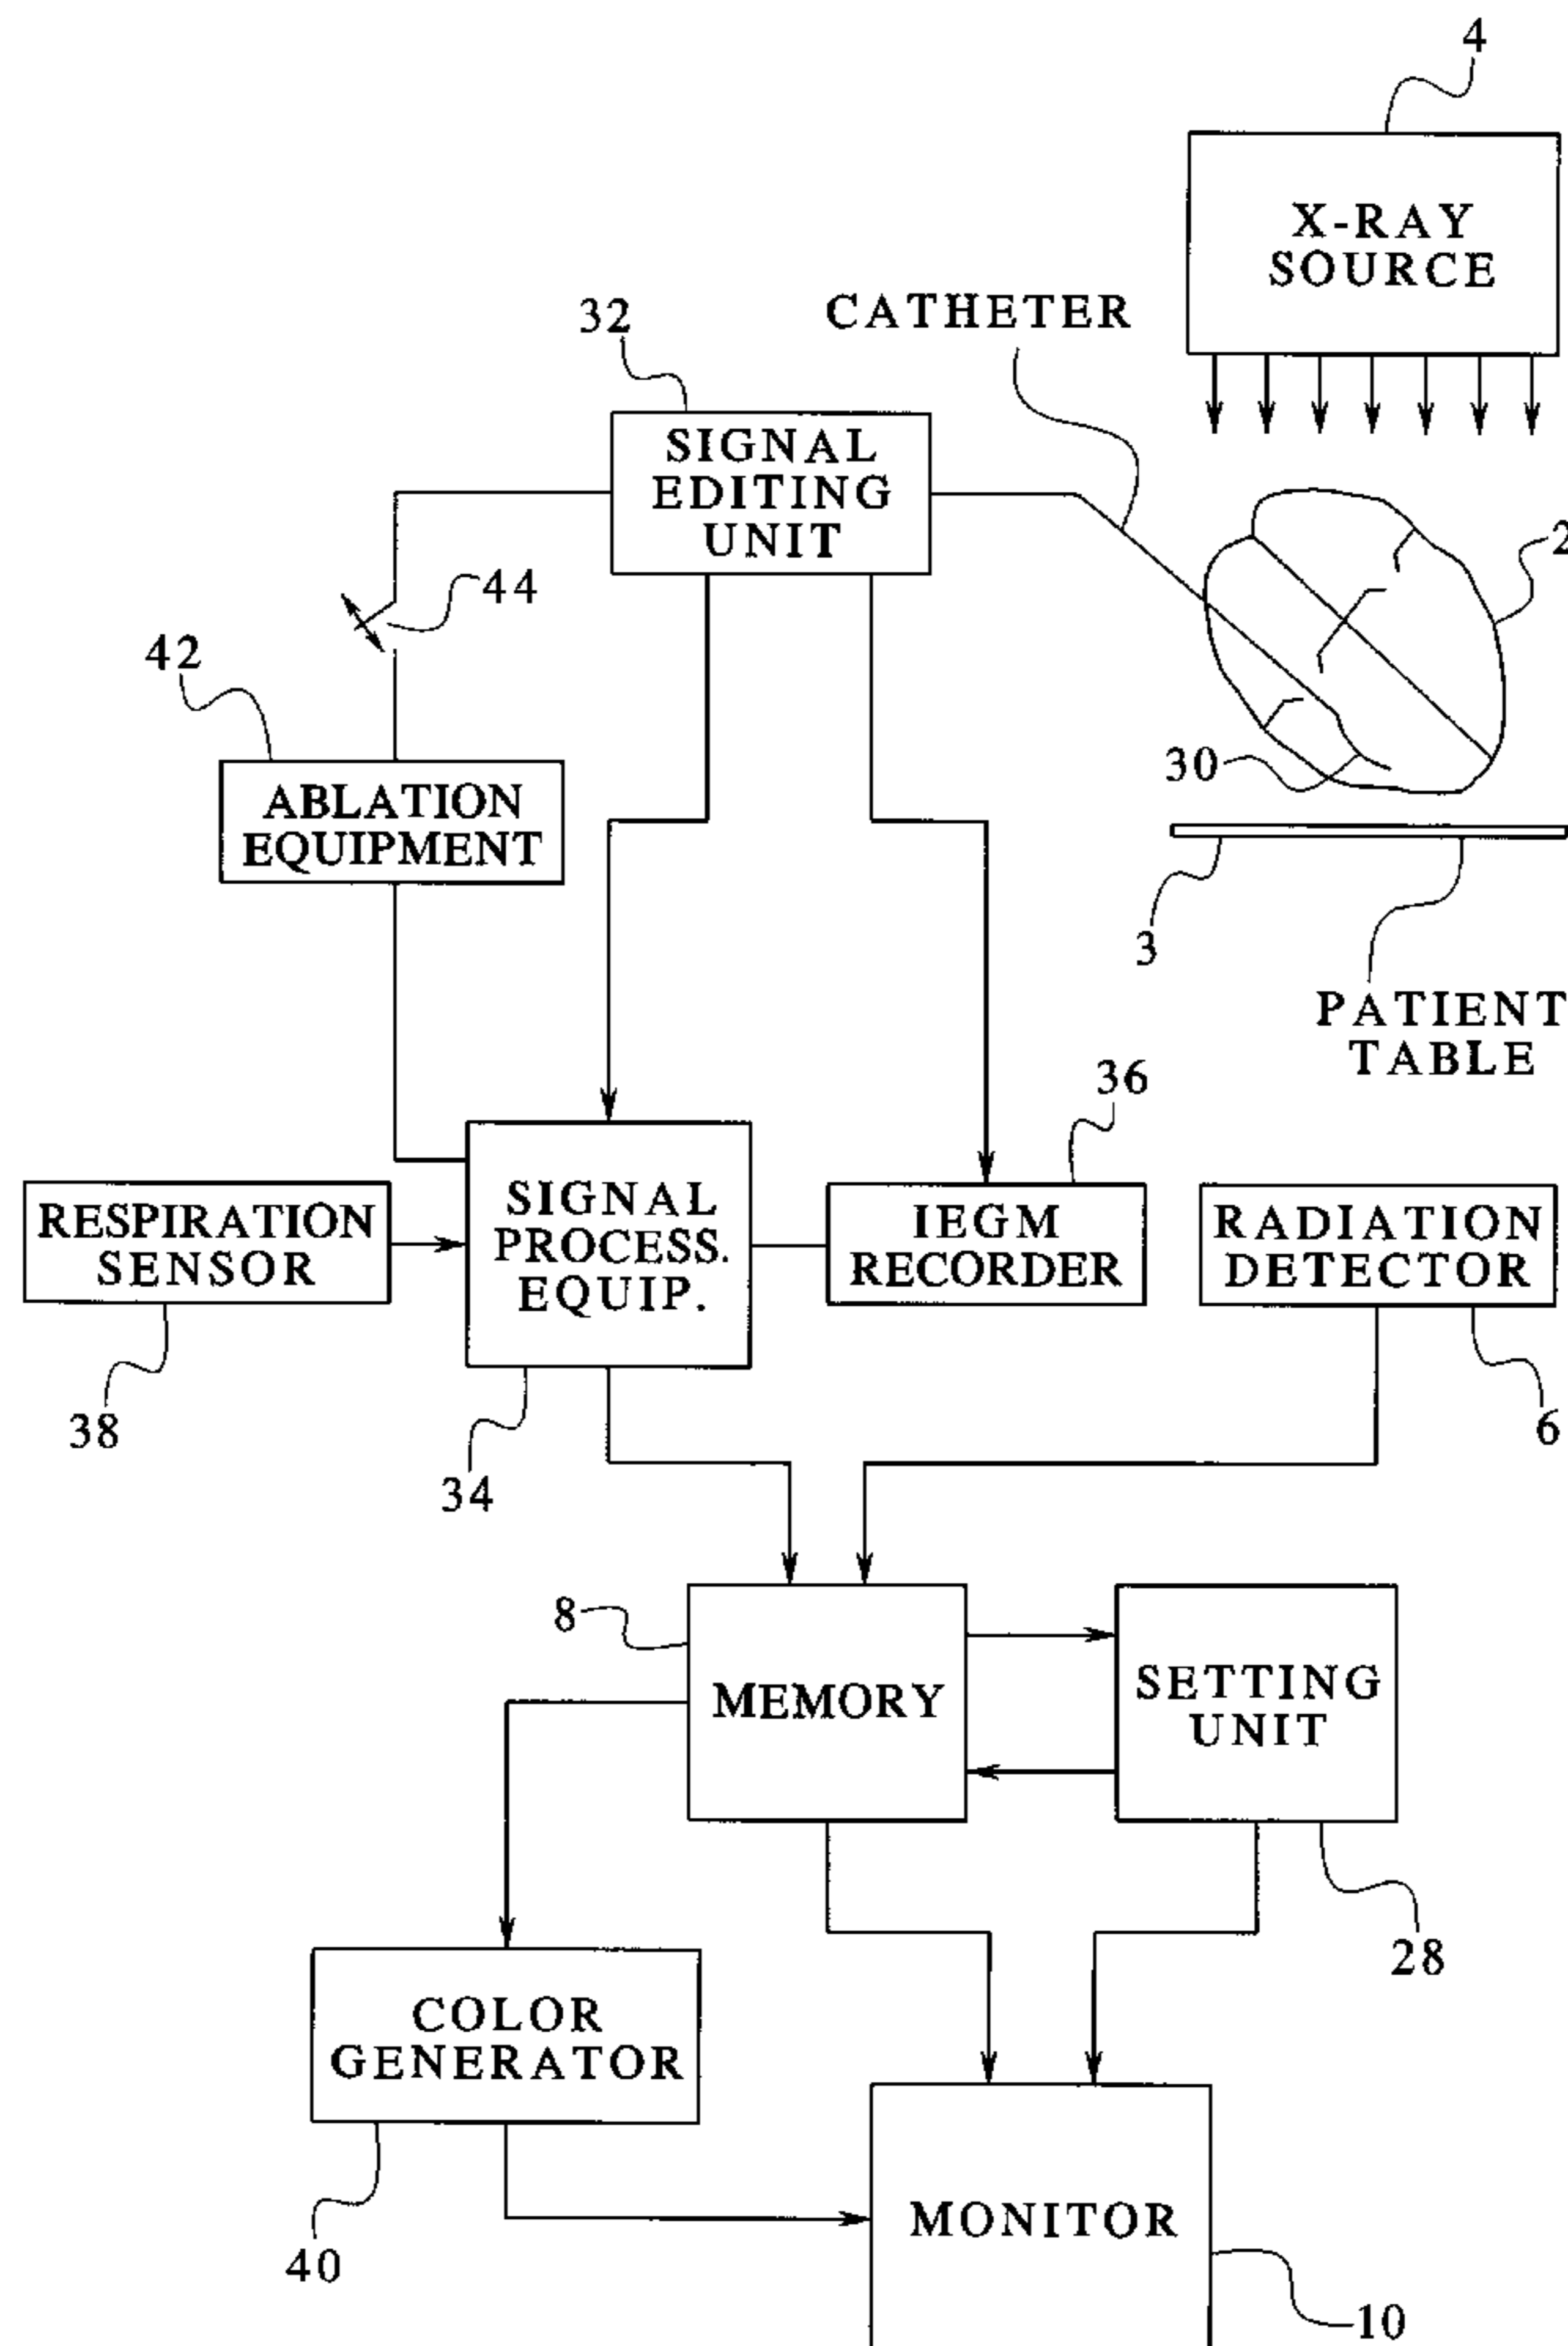 4
X-RAY
SOURCE
CATHETER
32
SIGNAL
EDITING
UNIT
2
44
42
ABLATION
EQUIPMENT
30
3
PATIENT
TABLE
36
RESPIRATION
SENSOR
SIGNAL
PROCESS.
EQUIP.
IEGM
RECORDER
RADIATION
DETECTOR
38
34
6
8
MEMORY
SETTING
UNIT
28
COLOR
GENERATOR
40
MONITOR
10